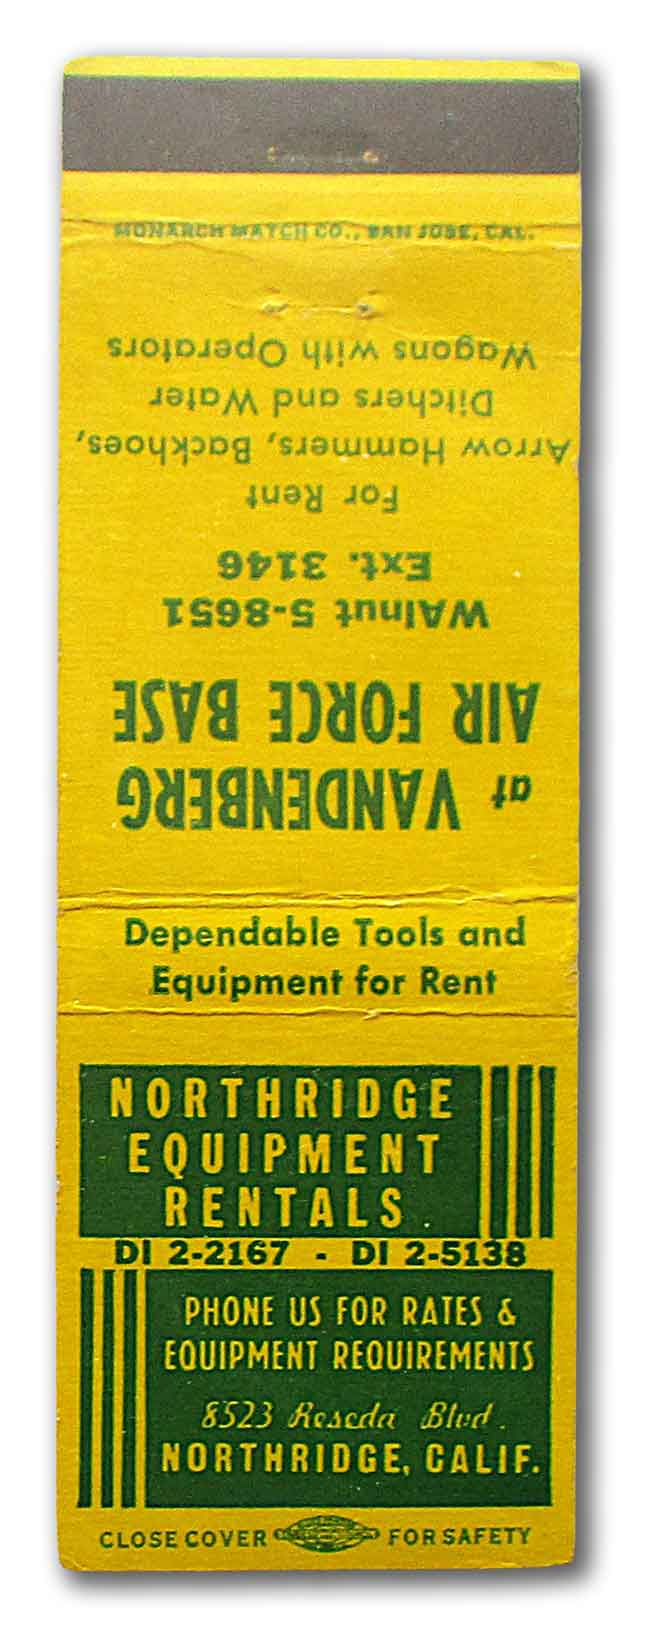 MONARCH MATCH CO., SAN JOSE, CAL.
at VANDENBERG
AIR FORCE BASE
WAlnut 5-8651
Ext. 3146
For Rent
Arrow Hammers, Backhoes,
Ditchers and Water
Wagons with Operators
Dependable Tools and
Equipment for Rent
NORTHRIDGE
EQUIPMENT
RENTALS
DI 2-2167 - DI 2-5138
PHONE US FOR RATES &
EQUIPMENT REQUIREMENTS
8523 Reseda Blvd.
NORTHRIDGE, CALIF.
CLOSE COVER FOR SAFETY